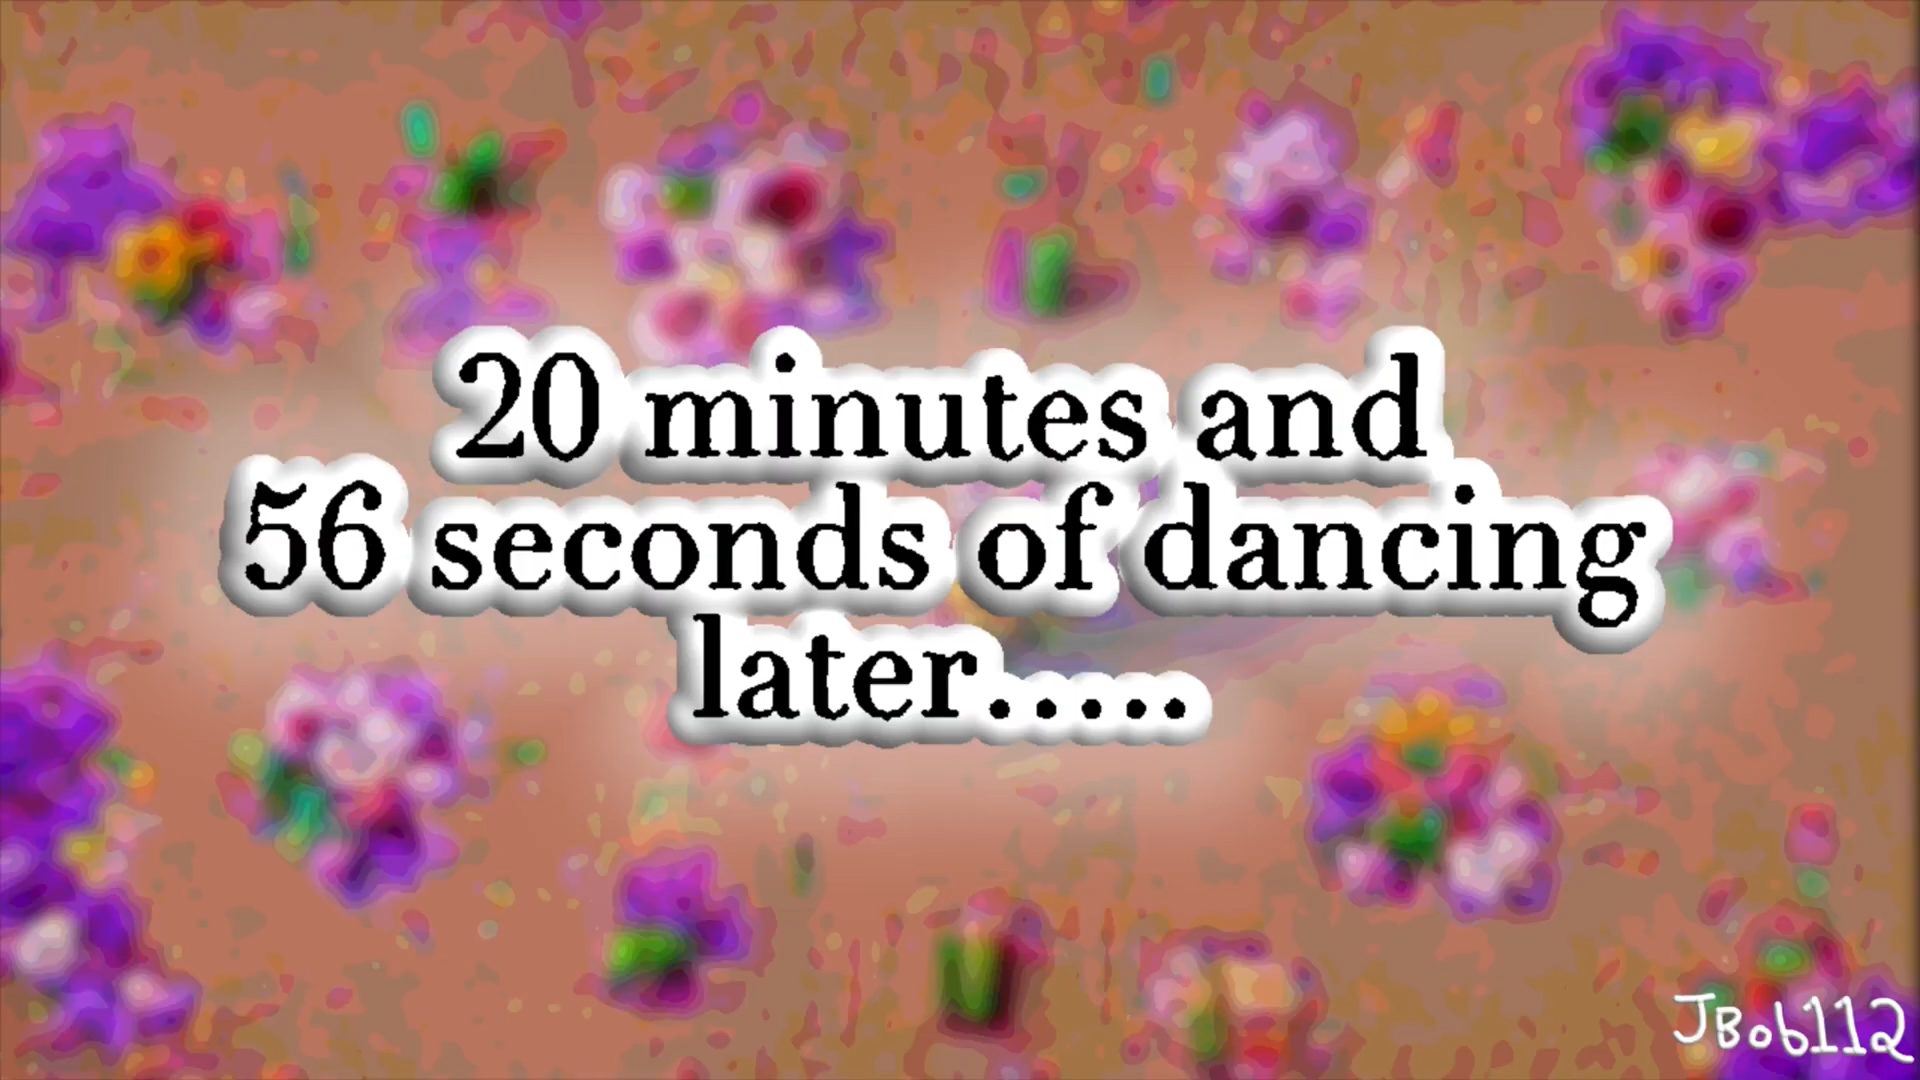 20 minutes and
56 seconds of dancing
later.....
JBob112